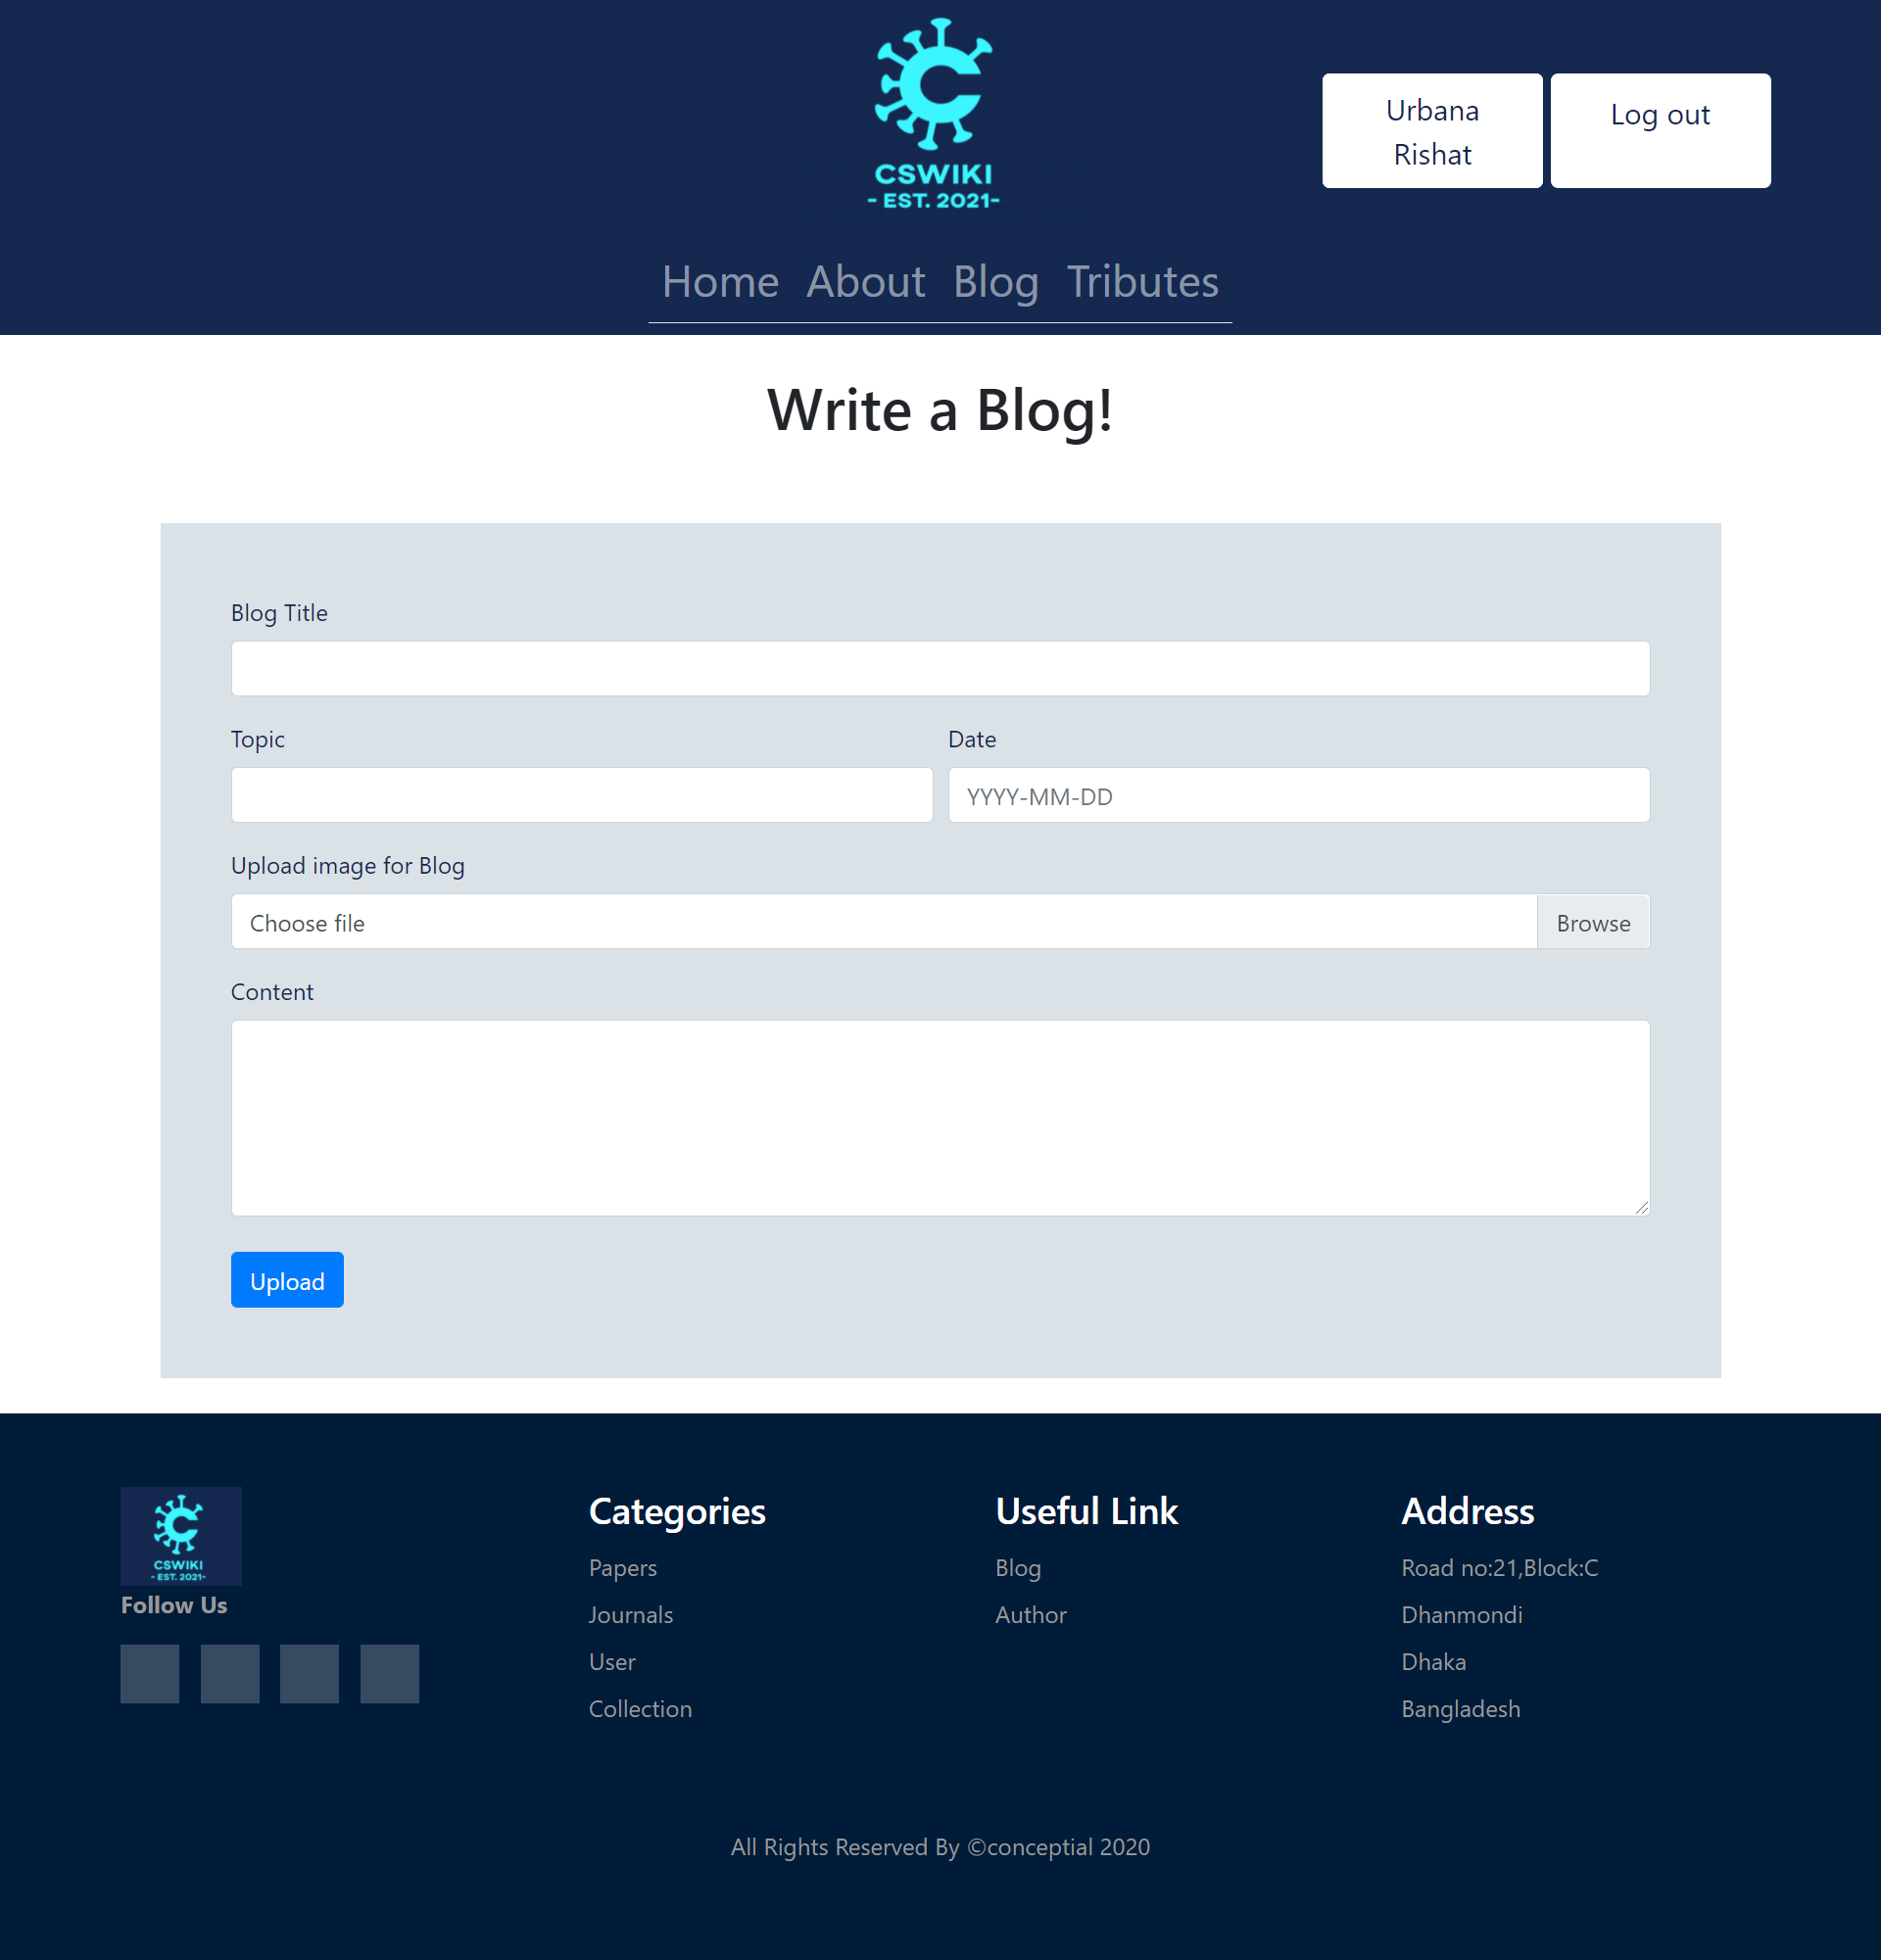 CSWIKI
- EST. 2021-
Urbana
Rishat
Log out
Home About Blog Tributes
Write a Blog!
Blog Title
Topic
Date
YYYY-MM-DD
Upload image for Blog
Choose file
Browse
Content
Upload
CSWIKI
- EST. 2021-
Follow Us
Categories
Papers
Journals
User
Collection
Useful Link
Blog
Author
Address
Road no:21,Block:C
Dhanmondi
Dhaka
Bangladesh
All Rights Reserved By ©conceptial 2020